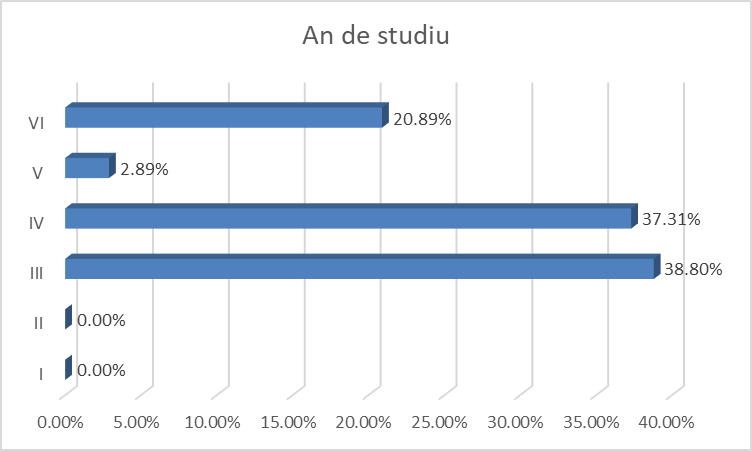 An de studiu
VI 20.89%
V 2.89%
IV 37.31%
III 38.80%
II 0.00%
I 0.00%
0.00% 5.00% 10.00% 15.00% 20.00% 25.00% 30.00% 35.00% 40.00%